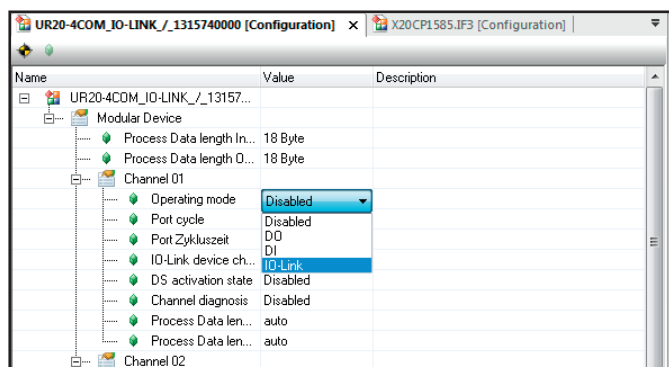 UR20-4COM_IO-LINK_/_1315740000 [Configuration] X X20CP1585.IF3 [Configuration]
Name Value Description
UR20-4COM_IO-LINK_/_13157...
Modular Device
Process Data length In... 18 Byte
Process Data length O... 18 Byte
Channel 01
Operating mode Disabled
Port cycle Disabled
Port Zykluszeit DO
DI
IO-Link device ch... IO-Link
DS activation state Disabled
Channel diagnosis Disabled
Process Data len... auto
Process Data len... auto
Channel 02